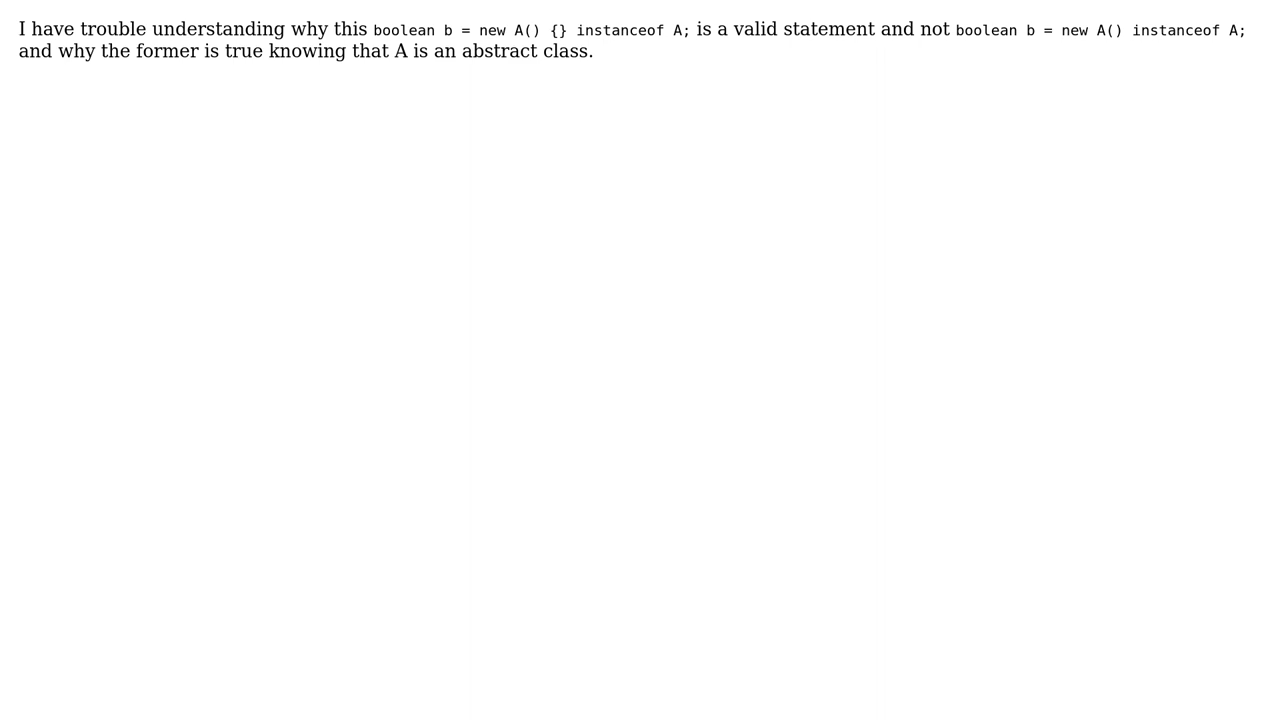 I have trouble understanding why this boolean b = new A() {} instanceof A; is a valid statement and not boolean b = new A() instanceof A;
and why the former is true knowing that A is an abstract class.